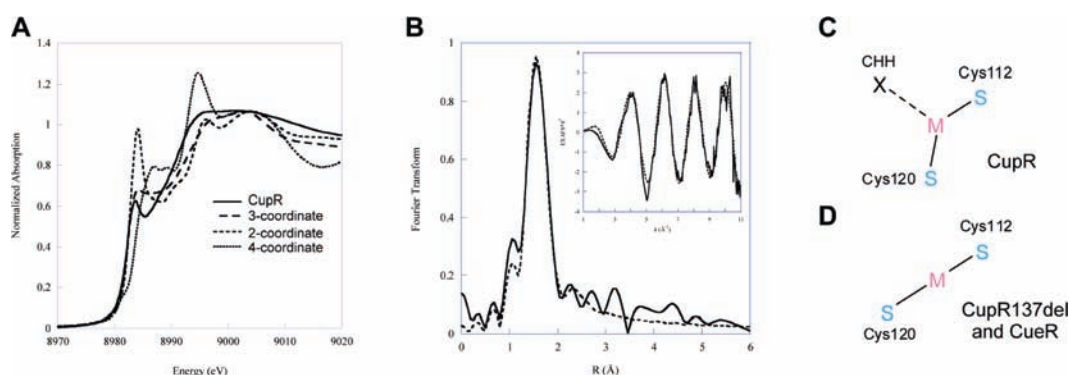 A
1.4
1.2
1
0.8
0.6
0.4
0.2
0
8970
8980
8990
9000
9010
9020
Normalized Absorption
Energy (eV)
CupR
3-coordinate
2-coordinate
4-coordinate
B
1
0.8
0.6
0.4
0.2
0
0
1
2
3
4
5
6
Fourier Transform
R (Å)
C
CHH
X
Cys112
S
M
Cys120
S
CupR
D
Cys112
S
M
S
Cys120
CupR137del
and CueR